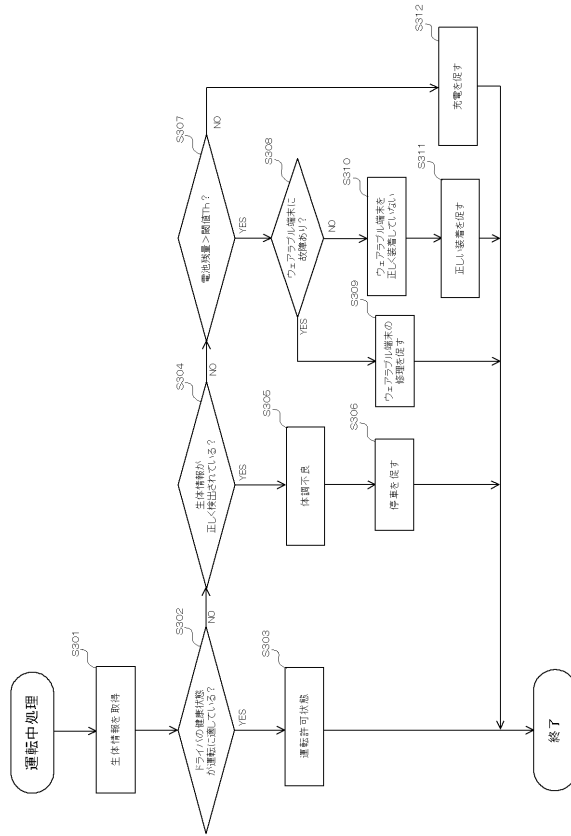 運転中処理
S301
生体情報を取得
S302
ドライバの健康状態
が運転に適している？
NO
YES
S303
運転許可状態
S304
生体情報が
正しく検出されている？
NO
YES
S305
体調不良
S306
停車を促す
S307
電池残量＞閾値Th？
NO
YES
S308
ウェアラブル端末に
故障あり？
YES
NO
S309
ウェアラブル端末の
修理を促す
S310
ウェアラブル端末を
正しく装着していない
S311
正しい装着を促す
S312
充電を促す
終了